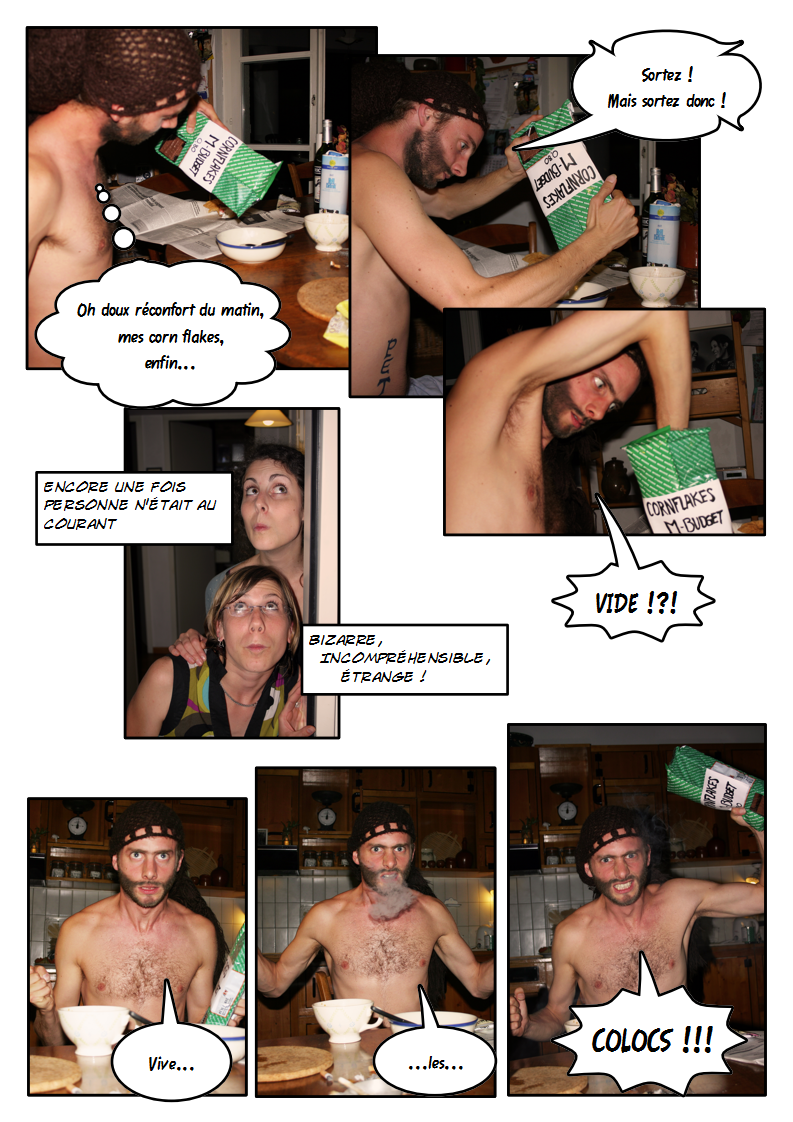 CORNFLAKES
M-BUDGET
Oh doux réconfort du matin,
mes corn flakes,
enfin...
Sortez !
Mais sortez donc !
CORNFLAKES
M-BUDGET
CORNFLAKES
M-BUDGET
VIDE !?!
ENCORE UNE FOIS
PERSONNE N'ÉTAIT AU
COURANT
BIZARRE,
INCOMPRÉHENSIBLE,
ÉTRANGE !
Vive...
...les...
COLOCS !!!